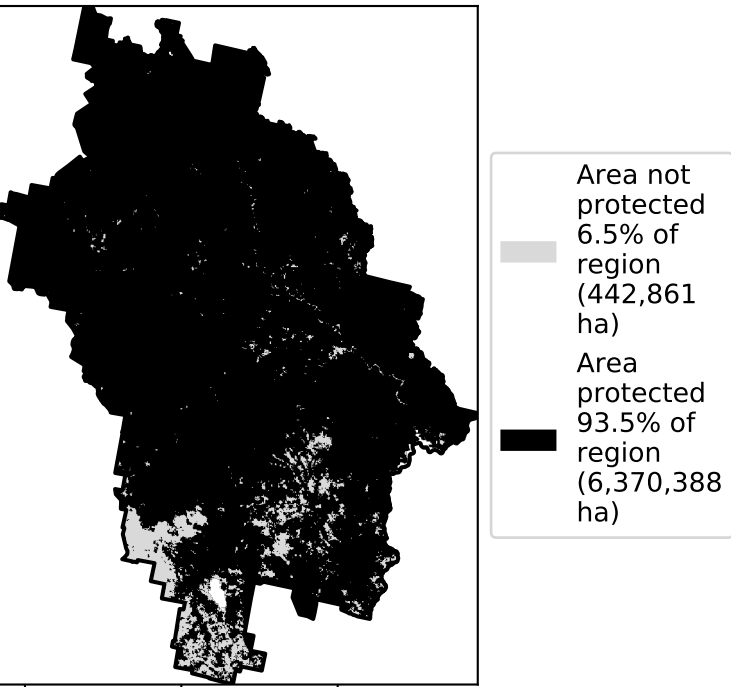 Area not
protected
6.5% of
region
(442,861
ha)
Area
protected
93.5% of
region
(6,370,388
ha)